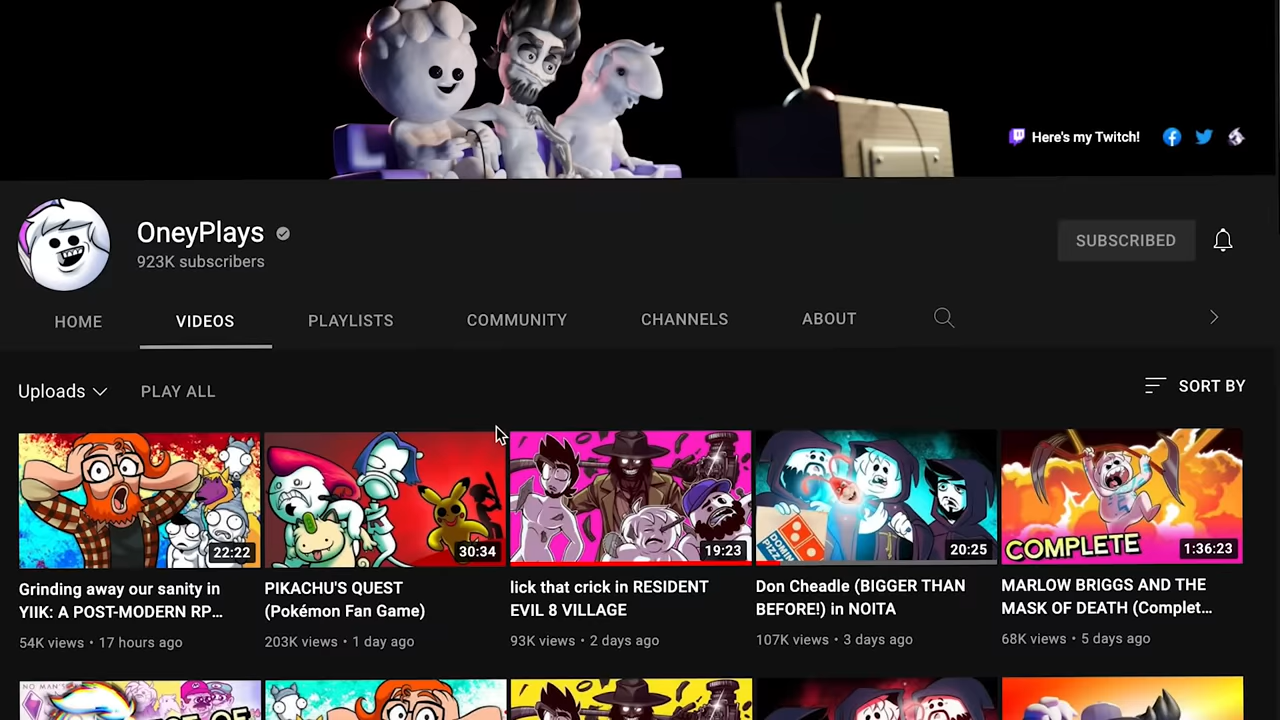 Here's my Twitch!
OneyPlays
923K subscribers
SUBSCRIBED
HOME VIDEOS PLAYLISTS COMMUNITY CHANNELS ABOUT
Uploads PLAY ALL
SORT BY
DOMIN
PIZZ
COMPLETE
22:22 30:34 19:23 20:25 1:36:23
Grinding away our sanity in
YIIK: A POST-MODERN RP...
54K views • 17 hours ago
PIKACHU'S QUEST
(Pokémon Fan Game)
203K views • 1 day ago
lick that crick in RESIDENT
EVIL 8 VILLAGE
93K views • 2 days ago
Don Cheadle (BIGGER THAN
BEFORE!) in NOITA
107K views • 3 days ago
MARLOW BRIGGS AND THE
MASK OF DEATH (Complet...
68K views • 5 days ago
NO MAN'S